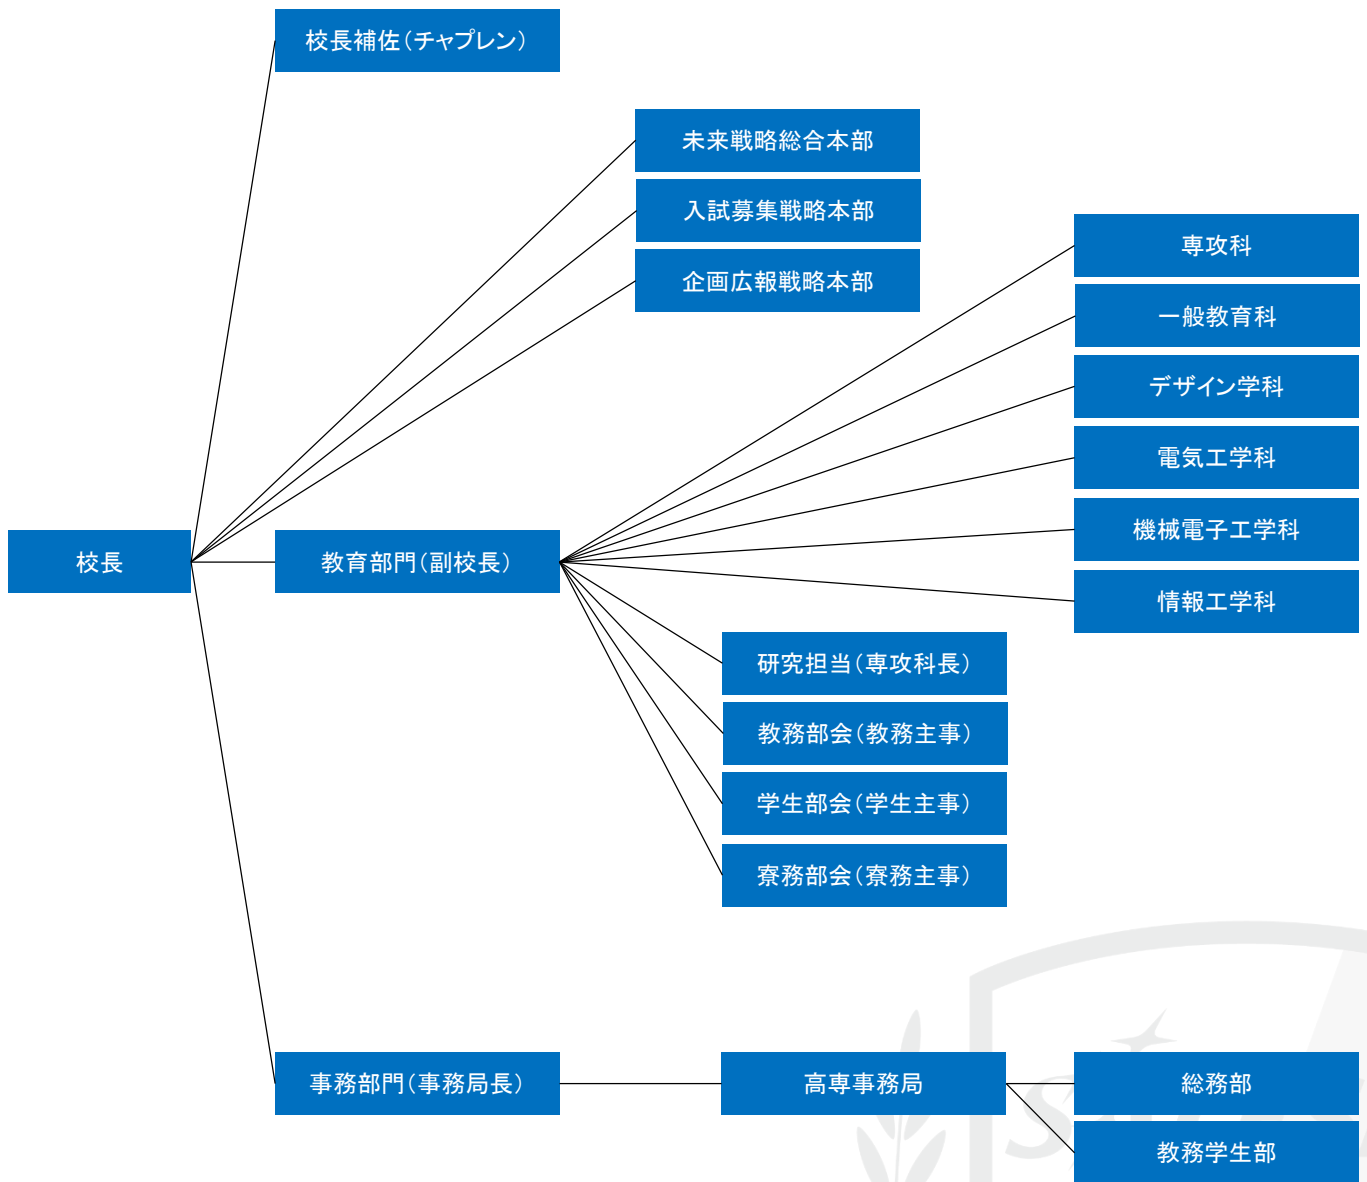 校長補佐(チャプレン)
未来戦略総合本部
入試募集戦略本部
企画広報戦略本部
専攻科
一般教育科
デザイン学科
電気工学科
機械電子工学科
情報工学科
校長
教育部門(副校長)
研究担当(専攻科長)
教務部会(教務主事)
学生部会(学生主事)
寮務部会(寮務主事)
事務部門(事務局長)
高専事務局
総務部
教務学生部